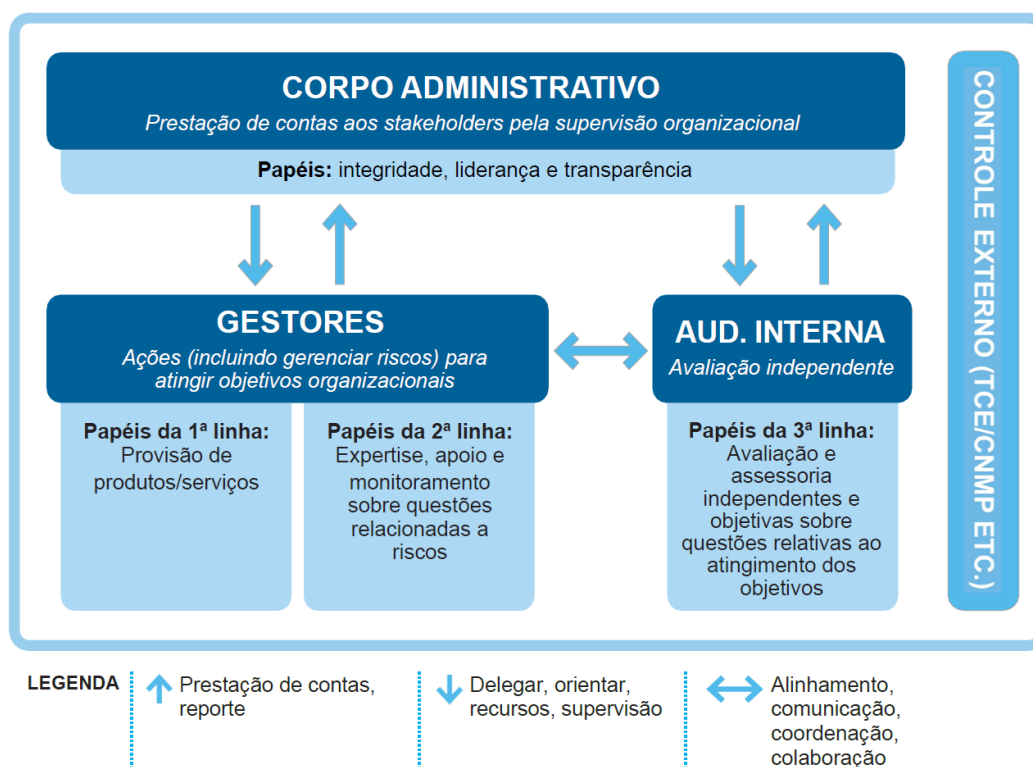 CORPO ADMINISTRATIVO
Prestação de contas aos stakeholders pela supervisão organizacional
Papéis: integridade, liderança e transparência
GESTORES
Ações (incluindo gerenciar riscos) para
atingir objetivos organizacionais
Papéis da 1ª linha:
Provisão de
produtos/serviços
Papéis da 2ª linha:
Expertise, apoio e
monitoramento
sobre questões
relacionadas a
riscos
AUD. INTERNA
Avaliação independente
Papéis da 3ª linha:
Avaliação e
assessoria
independentes e
objetivas sobre
questões relativas ao
atingimento dos
objetivos
CONTROLE EXTERNO (TCE/CNMP ETC.)
LEGENDA
Prestação de contas,
reporte
Delegar, orientar,
recursos, supervisão
Alinhamento,
comunicação,
coordenação,
colaboração